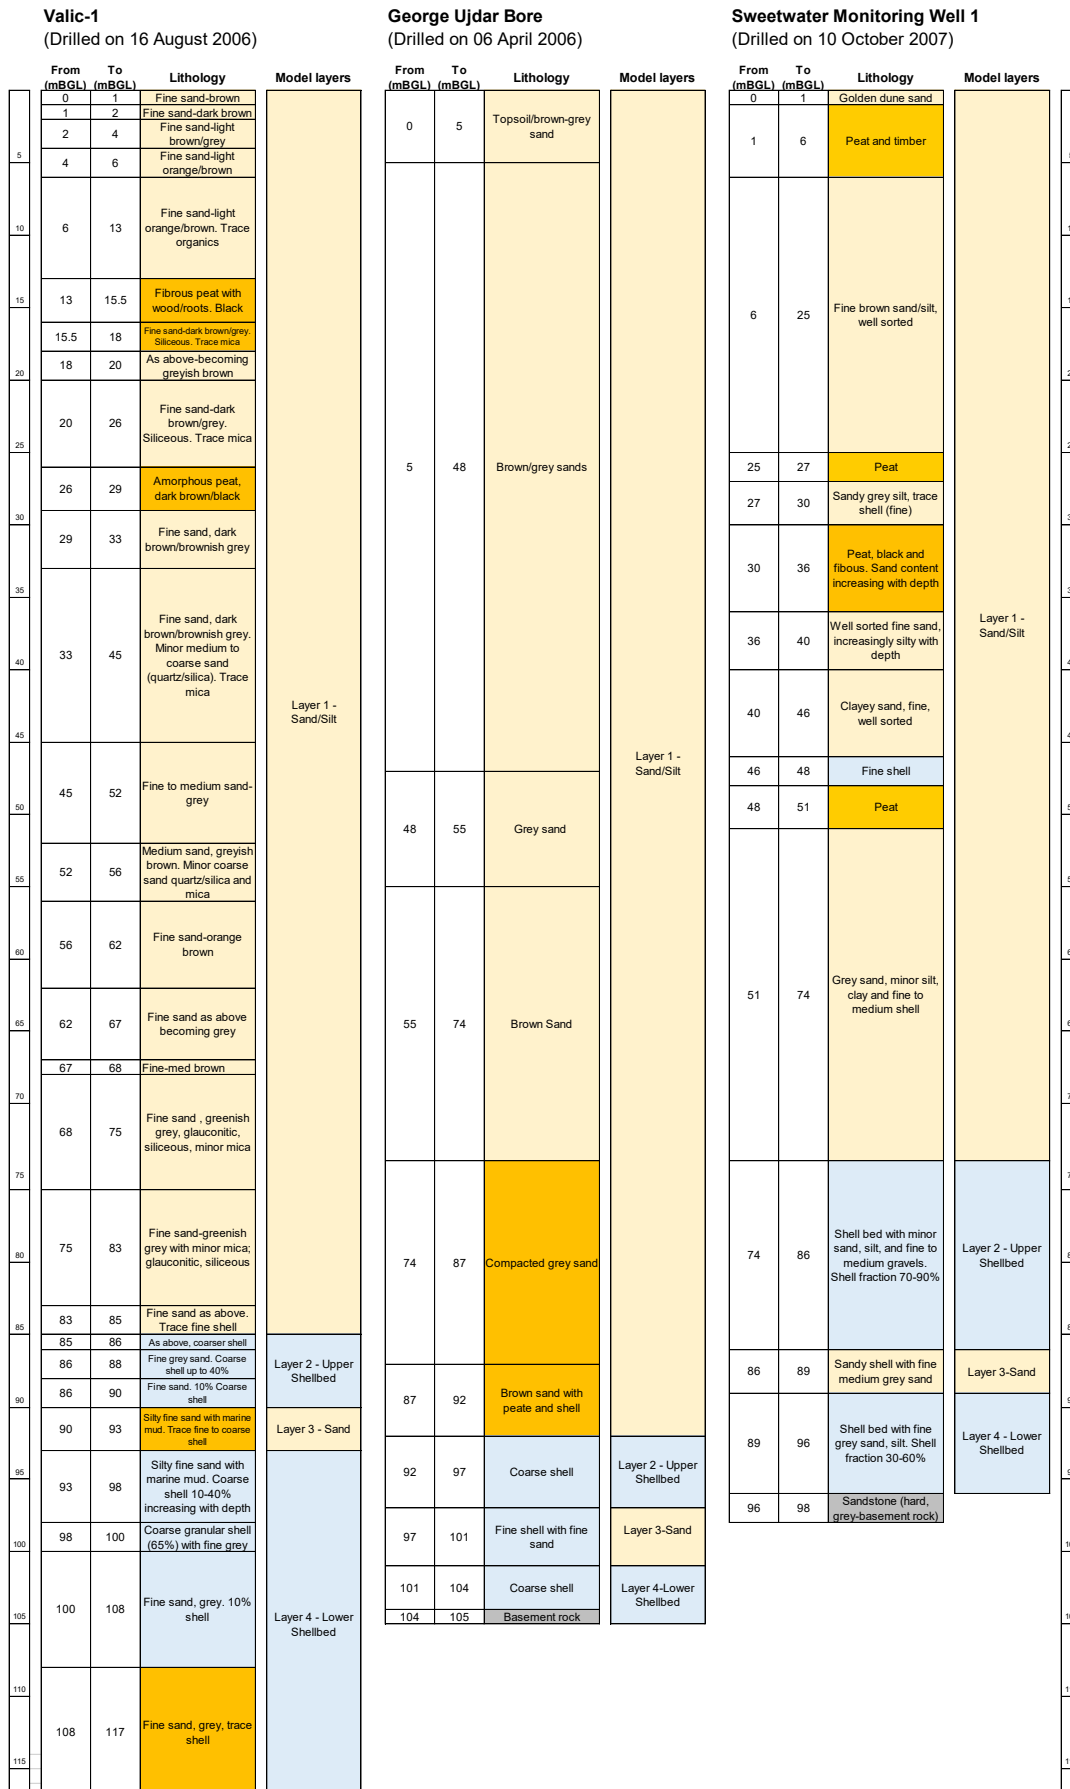 Valic-1
(Drilled on 16 August 2006)
From (mBGL) To (mBGL) Lithology Model layers
0 1 Fine sand-brown
1 2 Fine sand-dark brown
2 4 Fine sand-light
brown/grey
4 6 Fine sand-light
orange/brown
6 13 Fine sand-light
orange/brown. Trace
organics
13 15.5 Fibrous peat with
wood/roots. Black
15.5 18 Fine sand-dark brown/grey.
Siliceous. Trace mica
18 20 As above-becoming
greyish brown
20 26 Fine sand-dark
brown/grey.
Siliceous. Trace mica
26 29 Amorphous peat,
dark brown/black
29 33 Fine sand, dark
brown/brownish grey
33 45 Fine sand, dark
brown/brownish grey.
Minor medium to
coarse sand
(quartz/silica). Trace
mica
45 52 Fine to medium sand-
grey
52 56 Medium sand, greyish
brown. Minor coarse
sand quartz/silica and
mica
56 62 Fine sand-orange
brown
62 67 Fine sand as above
becoming grey
67 68 Fine-med brown
68 75 Fine sand , greenish
grey, glauconitic,
siliceous, minor mica
75 83 Fine sand-greenish
grey with minor mica;
glauconitic, siliceous
83 85 Fine sand as above.
Trace fine shell
85 86 As above, coarser shell
86 88 Fine grey sand. Coarse
shell up to 40%
86 90 Fine sand. 10% Coarse
shell
90 93 Silty fine sand with marine
mud. Trace fine to coarse
shell
93 98 Silty fine sand with
marine mud. Coarse
shell 10-40%
increasing with depth
98 100 Coarse granular shell
(65%) with fine grey
100 108 Fine sand, grey. 10%
shell
108 117 Fine sand, grey, trace
shell
Layer 1 -
Sand/Silt
Layer 2 - Upper
Shellbed
Layer 3 - Sand
Layer 4 - Lower
Shellbed
George Ujdar Bore
(Drilled on 06 April 2006)
From (mBGL) To (mBGL) Lithology Model layers
0 5 Topsoil/brown-grey
sand
5 48 Brown/grey sands
48 55 Grey sand
55 74 Brown Sand
74 87 Compacted grey sand
87 92 Brown sand with
peate and shell
92 97 Coarse shell
97 101 Fine shell with fine
sand
101 104 Coarse shell
104 105 Basement rock
Layer 1 -
Sand/Silt
Layer 2 - Upper
Shellbed
Layer 3-Sand
Layer 4-Lower
Shellbed
Sweetwater Monitoring Well 1
(Drilled on 10 October 2007)
From (mBGL) To (mBGL) Lithology Model layers
0 1 Golden dune sand
1 6 Peat and timber
6 25 Fine brown sand/silt,
well sorted
25 27 Peat
27 30 Sandy grey silt, trace
shell (fine)
30 36 Peat, black and
fibous. Sand content
increasing with depth
36 40 Well sorted fine sand,
increasingly silty with
depth
40 46 Clayey sand, fine,
well sorted
46 48 Fine shell
48 51 Peat
51 74 Grey sand, minor silt,
clay and fine to
medium shell
74 86 Shell bed with minor
sand, silt, and fine to
medium gravels.
Shell fraction 70-90%
86 89 Sandy shell with fine
medium grey sand
89 96 Shell bed with fine
grey sand, silt. Shell
fraction 30-60%
96 98 Sandstone (hard,
grey-basement rock)
Layer 1 -
Sand/Silt
Layer 2 - Upper
Shellbed
Layer 3-Sand
Layer 4 - Lower
Shellbed
5
10
15
20
25
30
35
40
45
50
55
60
65
70
75
80
85
90
95
100
105
110
115